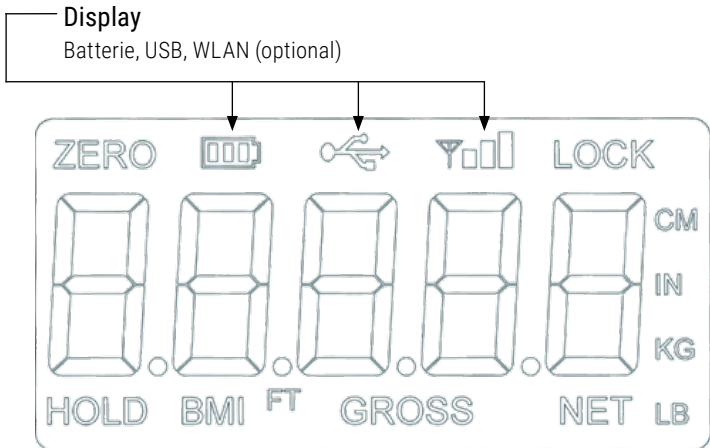 Display
Batterie, USB, WLAN (optional)
ZERO LOCK
CM
IN
KG
HOLD BMI FT GROSS NET LB